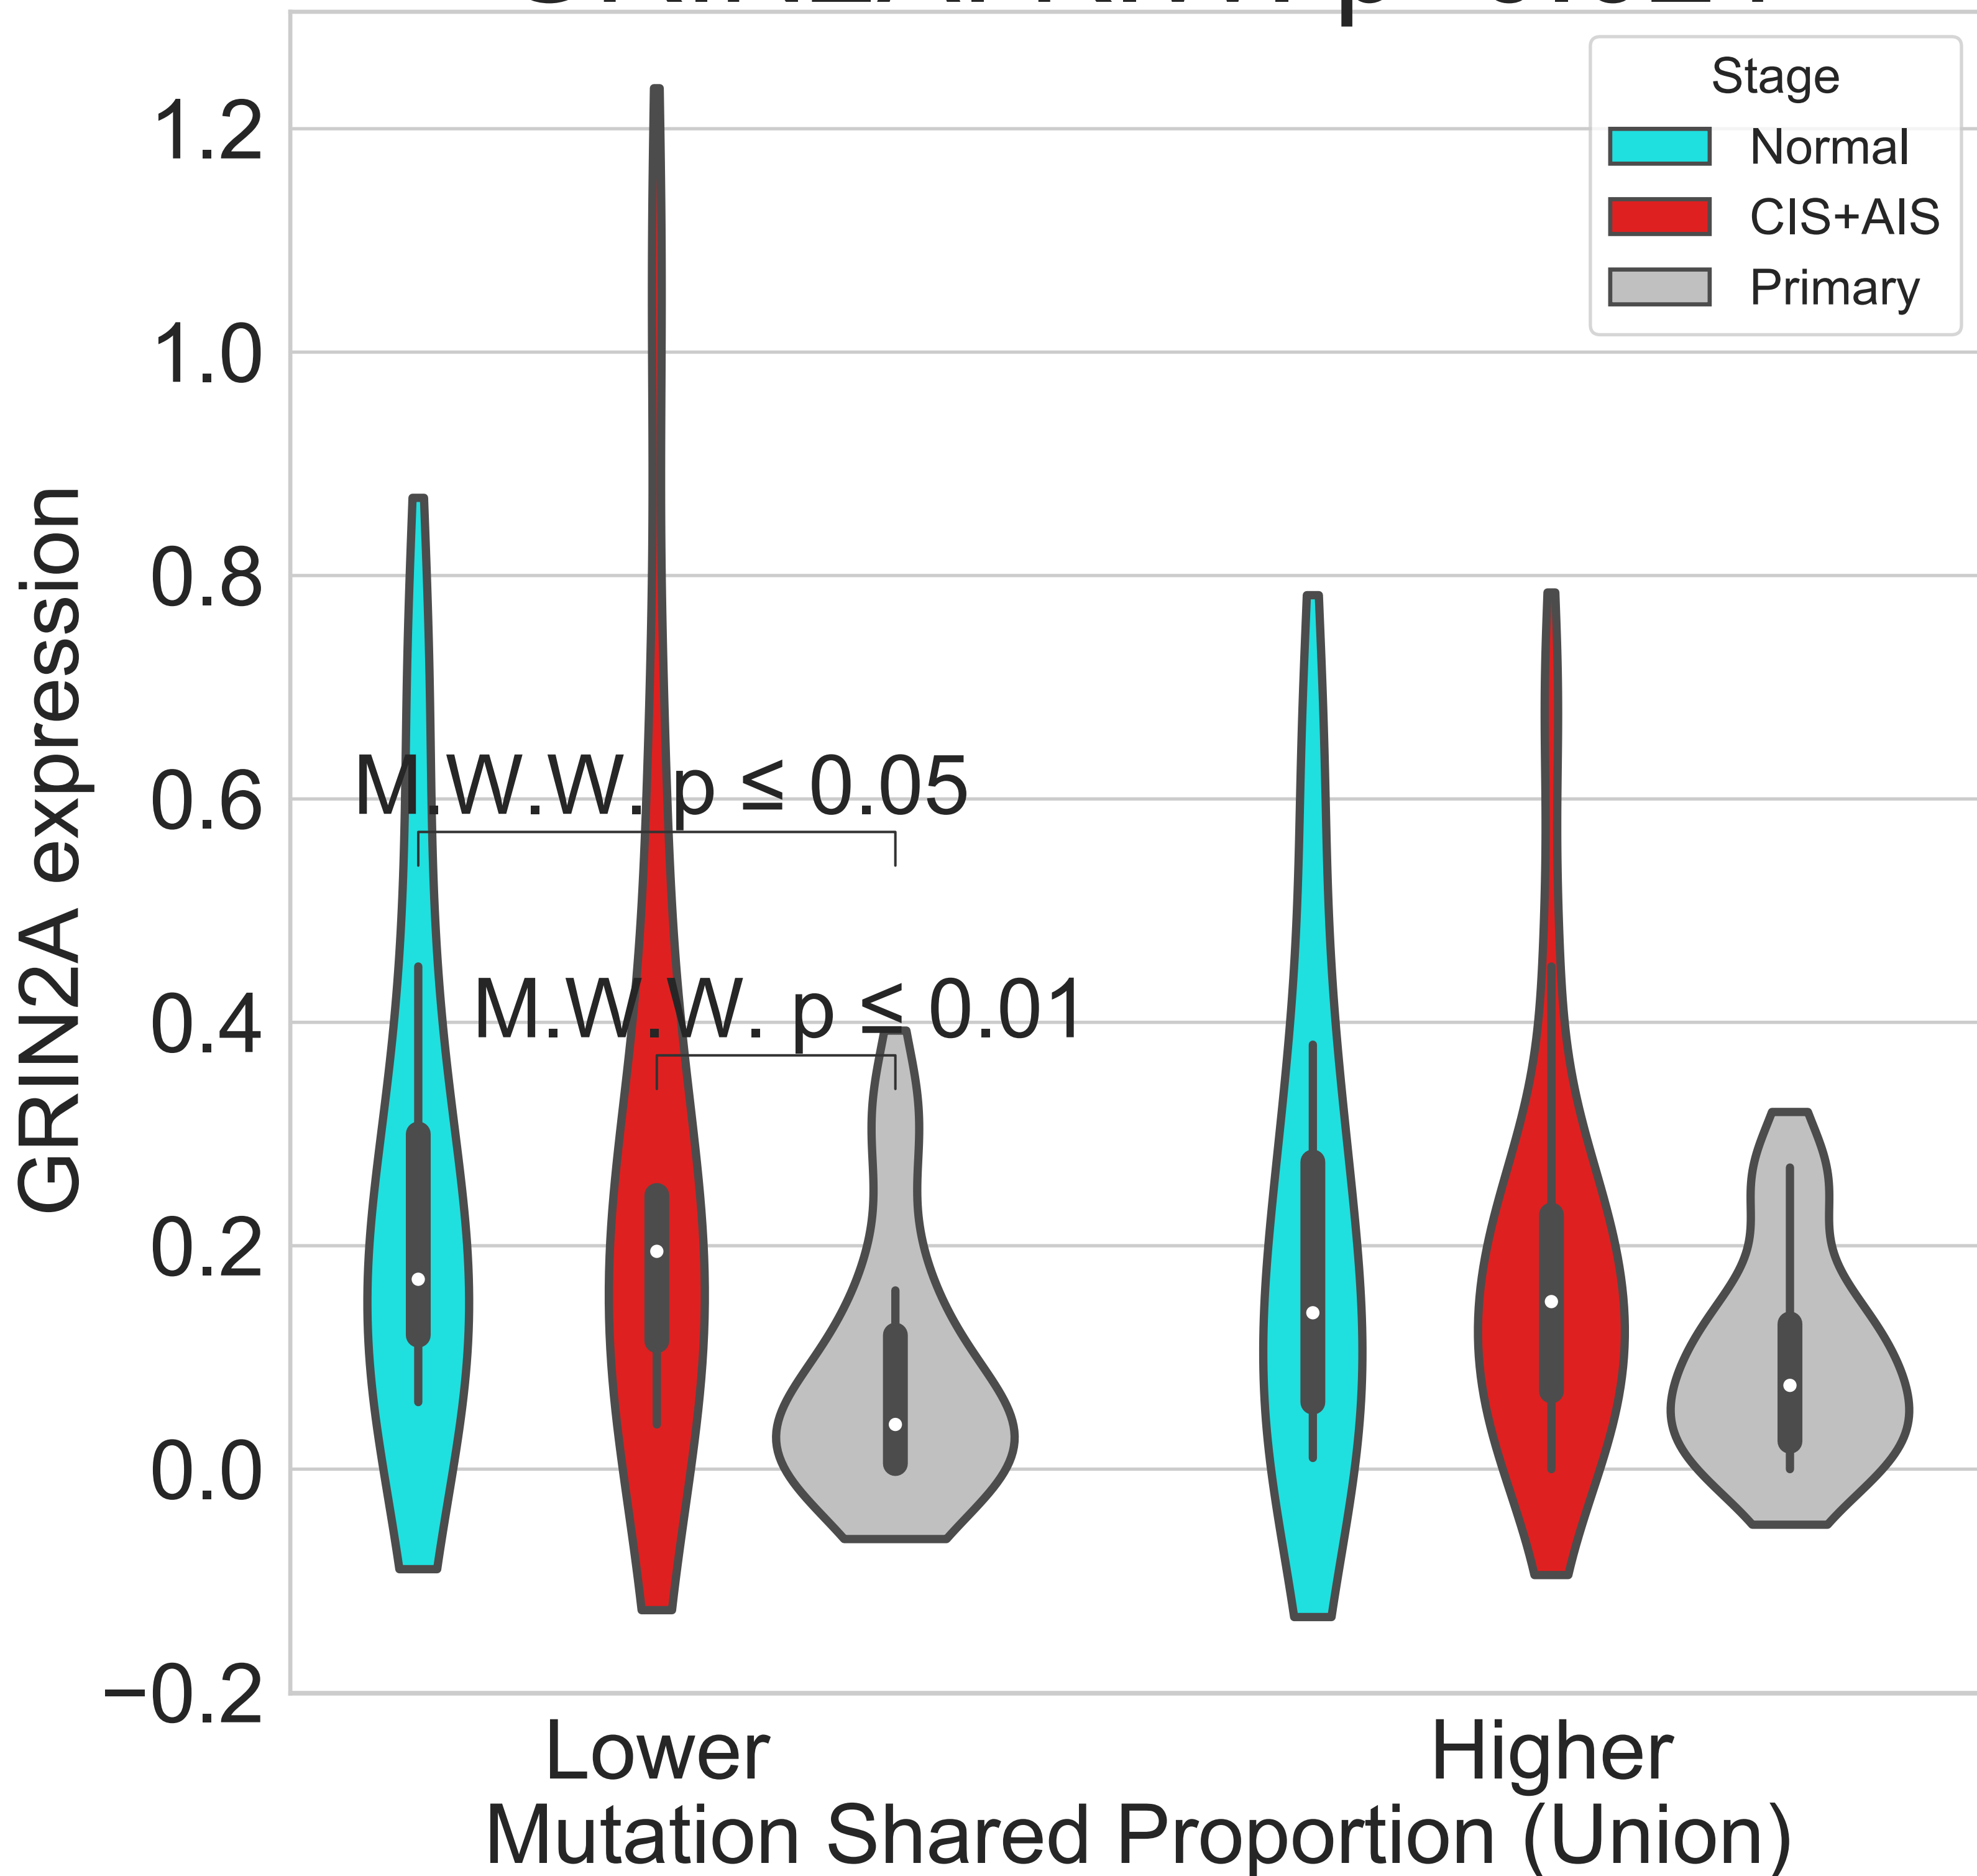 Stage
Normal
CIS+AIS
Primary
1.2
1.0
0.8
0.6
0.4
0.2
0.0
−0.2
GRIN2A expression
M.W.W. p ≤ 0.05
M.W.W. p ≤ 0.01
Lower
Higher
Mutation Shared Proportion (Union)